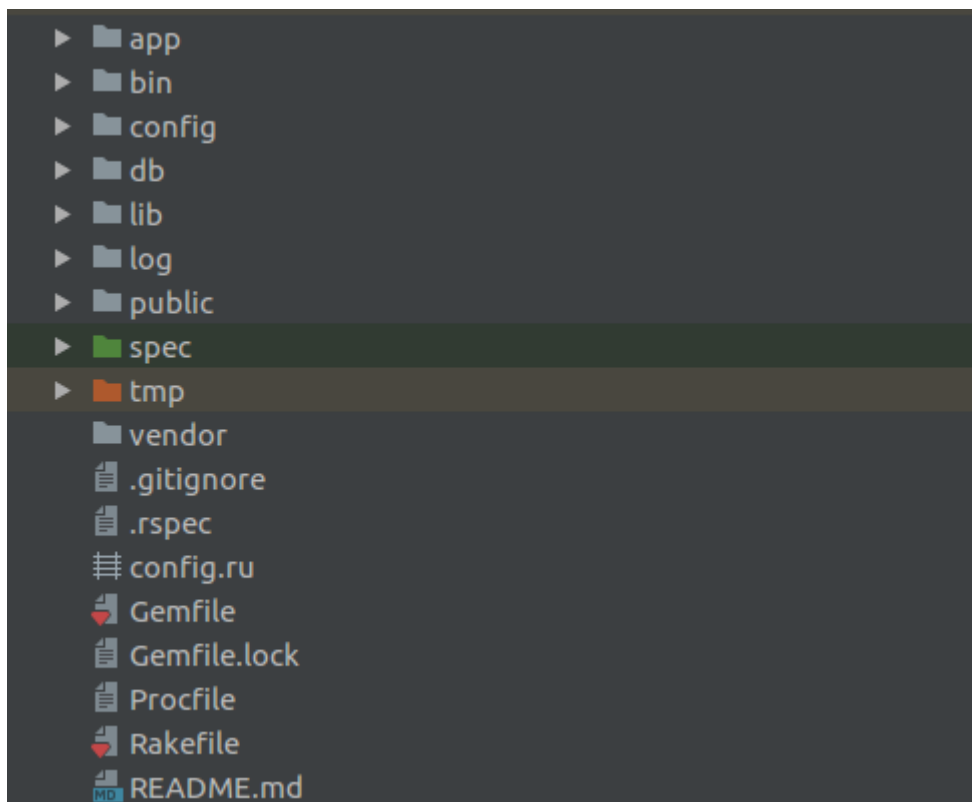 app
bin
config
db
lib
log
public
spec
tmp
vendor
.gitignore
.rspec
config.ru
Gemfile
Gemfile.lock
Procfile
Rakefile
MD README.md